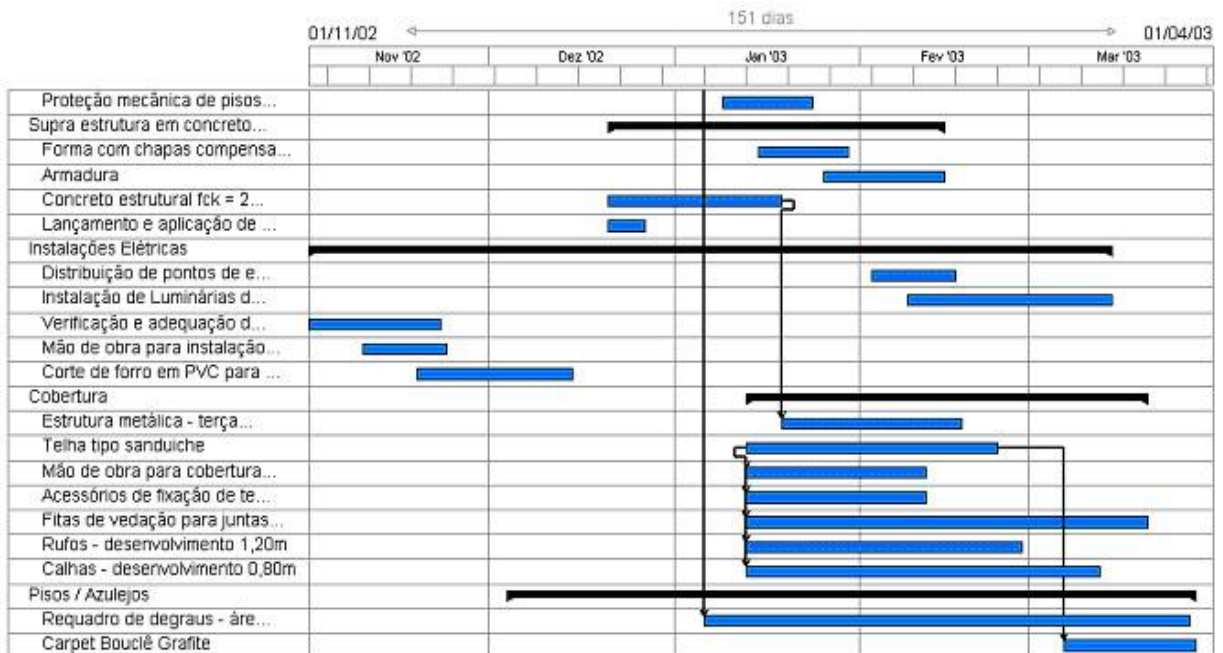 151 dias
01/11/02 01/04/03
Nov '02 Dez '02 Jan '03 Fev '03 Mar '03
Proteção mecânica de pisos...
Supra estrutura em concreto...
Forma com chapas compensa...
Armadura
Concreto estrutural fck = 2...
Lançamento e aplicação de ...
Instalações Elétricas
Distribuição de pontos de e...
Instalação de Luminárias d...
Verificação e adequação d...
Mão de obra para instalação...
Corte de forro em PVC para ...
Cobertura
Estrutura metálica - terça...
Telha tipo sanduiche
Mão de obra para cobertura...
Acessórios de fixação de te...
Fitas de vedação para juntas...
Rufos - desenvolvimento 1,20m
Calhas - desenvolvimento 0,80m
Pisos / Azulejos
Requadro de degraus - áre...
Carpet Bouclê Grafite